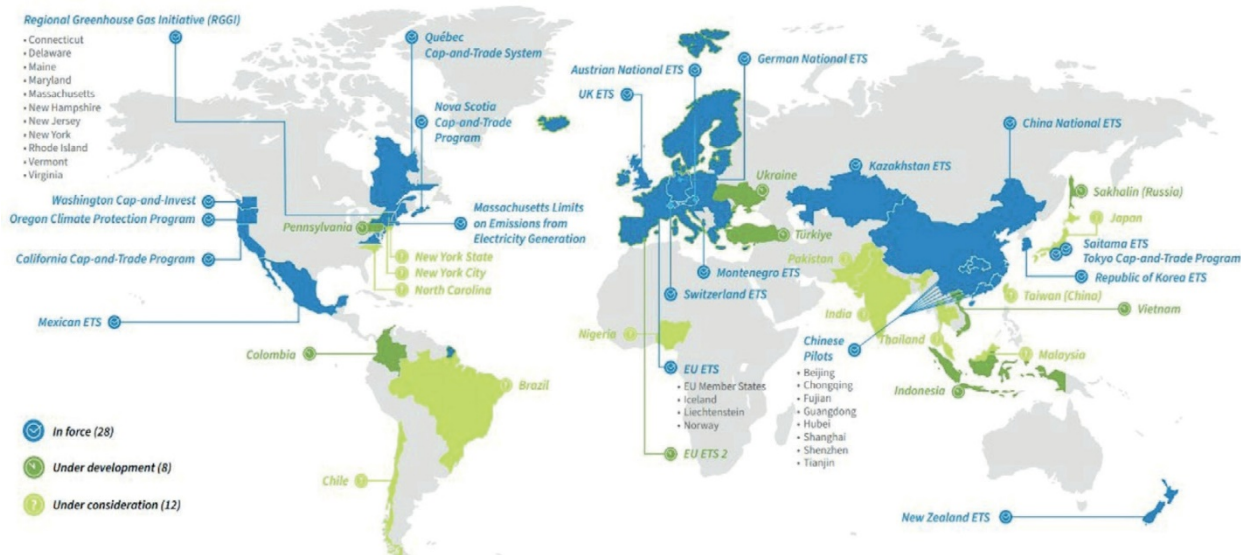 Regional Greenhouse Gas Initiative (RGGI)
• Connecticut
• Delaware
• Maine
• Maryland
• Massachusetts
• New Hampshire
• New Jersey
• New York
• Rhode Island
• Vermont
• Virginia
Québec
Cap-and-Trade System
Nova Scotia
Cap-and-Trade
Program
Washington Cap-and-Invest
Oregon Climate Protection Program
California Cap-and-Trade Program
Mexican ETS
Pennsylvania
Massachusetts Limits
on Emissions from
Electricity Generation
New York State
New York City
North Carolina
Colombia
Brazil
Chile
Austrian National ETS
German National ETS
UK ETS
Ukraine
Türkiye
Montenegro ETS
Switzerland ETS
Nigeria
EU ETS
• EU Member States
• Iceland
• Liechtenstein
• Norway
EU ETS 2
Kazakhstan ETS
China National ETS
Sakhalin (Russia)
Japan
Saitama ETS
Tokyo Cap-and-Trade Program
Republic of Korea ETS
Pakistan
India
Taiwan (China)
Vietnam
Thailand
Malaysia
Indonesia
Chinese
Pilots
• Beijing
• Chongqing
• Fujian
• Guangdong
• Hubei
• Shanghai
• Shenzhen
• Tianjin
New Zealand ETS
In force (28)
Under development (8)
? Under consideration (12)